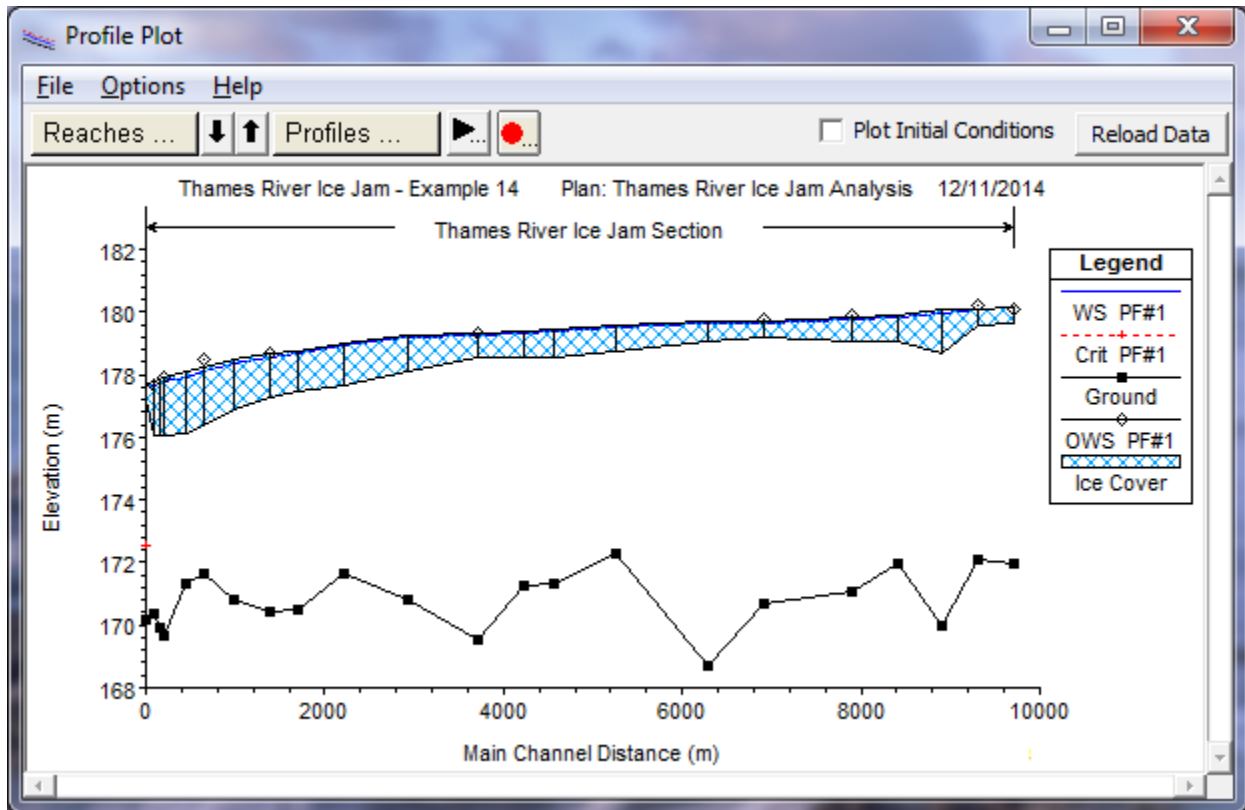 Profile Plot
File Options Help
Reaches ... Profiles ... Plot Initial Conditions Reload Data
Thames River Ice Jam - Example 14 Plan: Thames River Ice Jam Analysis 12/11/2014
Thames River Ice Jam Section
182
180
178
176
174
172
170
168
Elevation (m)
0 2000 4000 6000 8000 10000
Main Channel Distance (m)
Legend
WS PF#1
Crit PF#1
Ground
OWS PF#1
Ice Cover